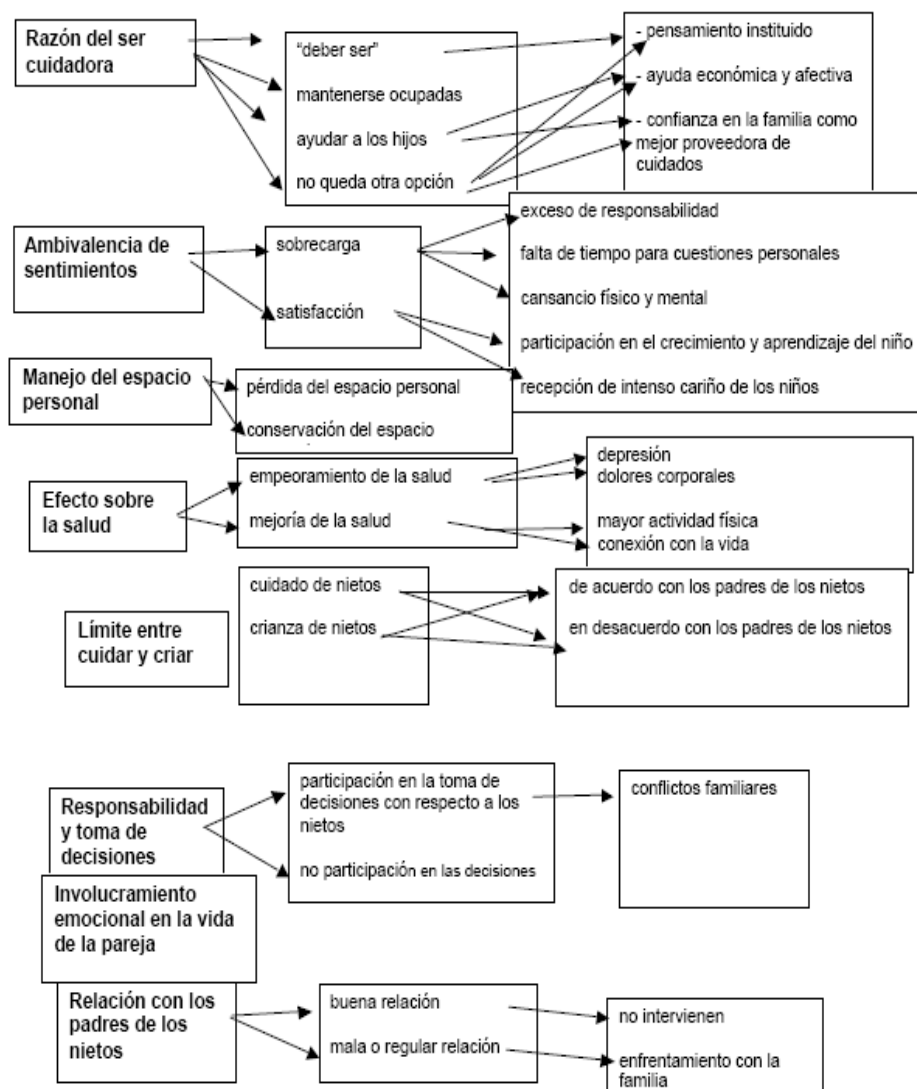 Razón del ser
cuidadora
"deber ser"
mantenerse ocupadas
ayudar a los hijos
no queda otra opción
- pensamiento instituido
- ayuda económica y afectiva
- confianza en la familia como
mejor proveedora de
cuidados
Ambivalencia de
sentimientos
sobrecarga
satisfacción
exceso de responsabilidad
falta de tiempo para cuestiones personales
cansancio físico y mental
participación en el crecimiento y aprendizaje del niño
recepción de intenso cariño de los niños
Manejo del espacio
personal
pérdida del espacio personal
conservación del espacio
Efecto sobre
la salud
empeoramiento de la salud
mejoría de la salud
depresión
dolores corporales
mayor actividad física
conexión con la vida
Límite entre
cuidar y criar
cuidado de nietos
crianza de nietos
de acuerdo con los padres de los nietos
en desacuerdo con los padres de los nietos
Responsabilidad
y toma de
decisiones
participación en la toma de
decisiones con respecto a los
nietos
no participación en las decisiones
conflictos familiares
Involucramiento
emocional en la vida
de la pareja
Relación con los
padres de los
nietos
buena relación
mala o regular relación
no intervienen
enfrentamiento con la
familia